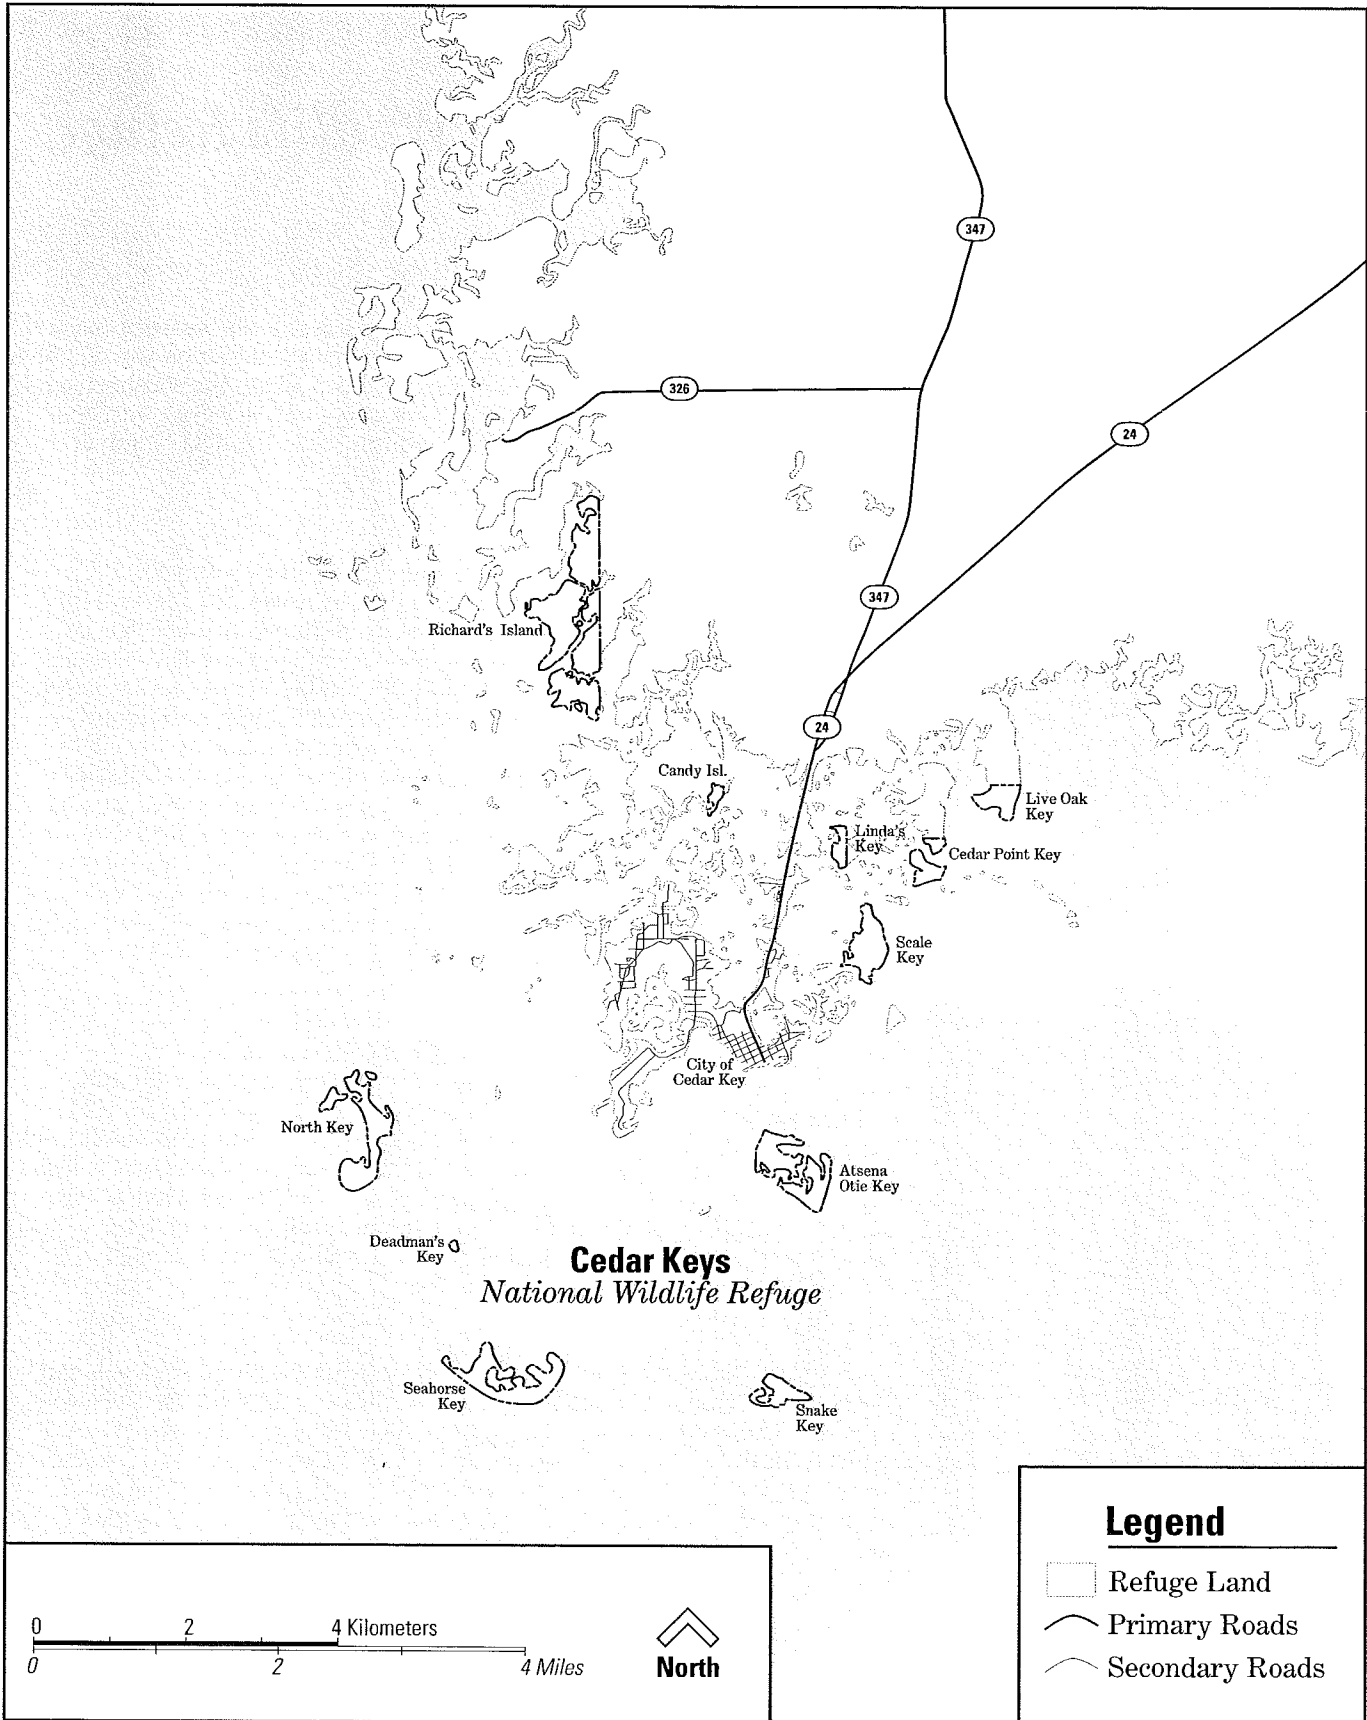 347
326
24
347
Richard's Island
24
Candy Isl.
Live Oak
Key
Linda's
Key
Cedar Point Key
Scale
Key
City of
Cedar Key
North Key
Atsena
Otie Key
Deadman's
Key
Cedar Keys
National Wildlife Refuge
Seahorse
Key
Snake
Key
Legend
Refuge Land
Primary Roads
Secondary Roads
0 2 4 Kilometers
0 2 4 Miles
North